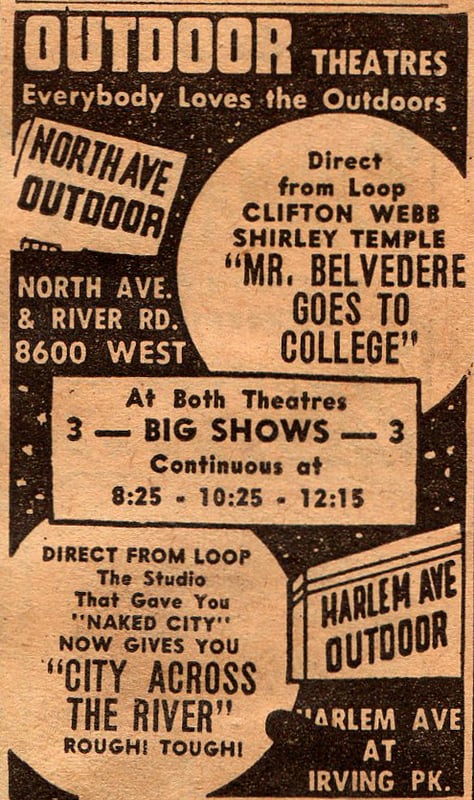 OUTDOOR THEATRES
Everybody Loves the Outdoors
NORTH AVE
OUTDOOR
NORTH AVE.
& RIVER RD.
8600 WEST
Direct
from Loop
CLIFTON WEBB
SHIRLEY TEMPLE
"MR. BELVEDERE
GOES TO
COLLEGE"
At Both Theatres
3 — BIG SHOWS — 3
Continuous at
8:25 - 10:25 - 12:15
DIRECT FROM LOOP
The Studio
That Gave You
"NAKED CITY"
NOW GIVES YOU
"CITY ACROSS
THE RIVER"
ROUGH! TOUGH!
HARLEM AVE
OUTDOOR
HARLEM AVE
AT
IRVING PK.